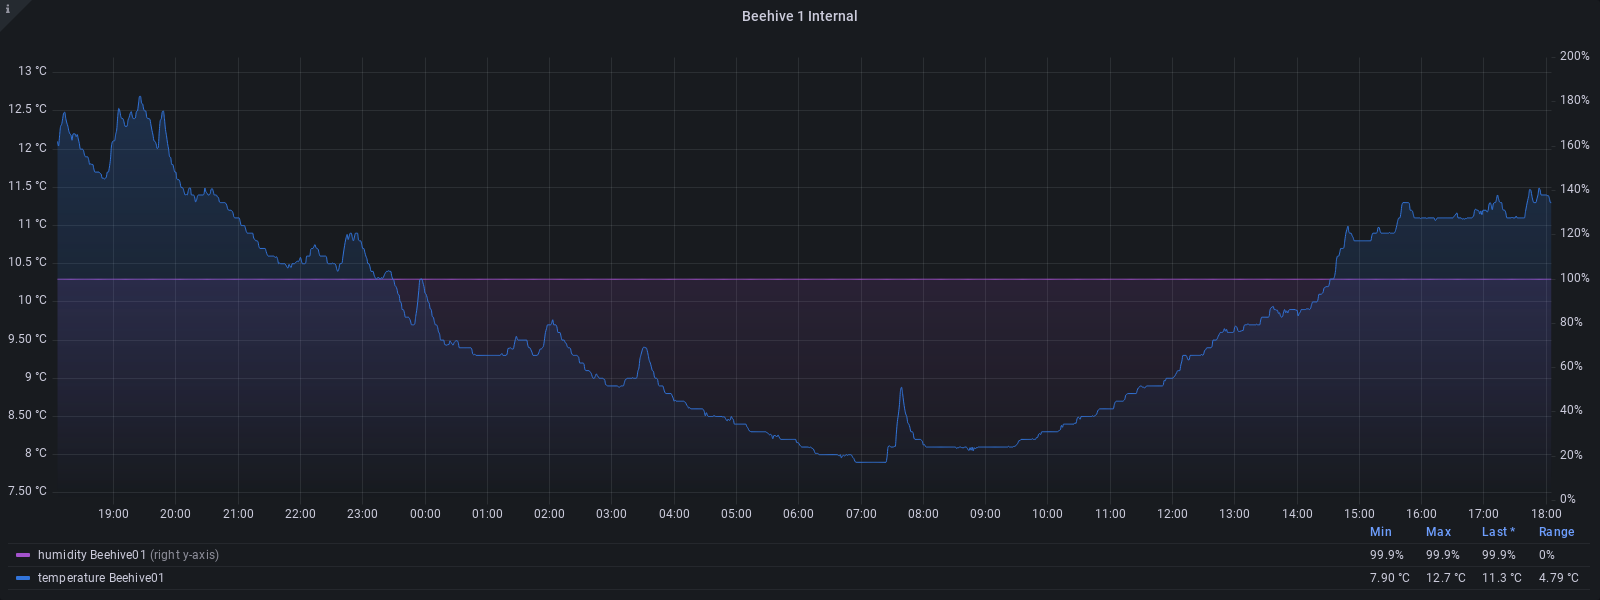 i
Beehive 1 Internal
200%
13 °C
180%
12.5 °C
160%
12 °C
140%
11.5 °C
120%
11 °C
100%
10.5 °C
80%
10 °C
60%
9.50 °C
40%
9 °C
20%
8.50 °C
0%
8 °C
7.50 °C
19:00 20:00 21:00 22:00 23:00 00:00 01:00 02:00 03:00 04:00 05:00 06:00 07:00 08:00 09:00 10:00 11:00 12:00 13:00 14:00 15:00 16:00 17:00 18:00
Min Max Last * Range
humidity Beehive01 (right y-axis) 99.9% 99.9% 99.9% 0%
temperature Beehive01 7.90 °C 12.7 °C 11.3 °C 4.79 °C